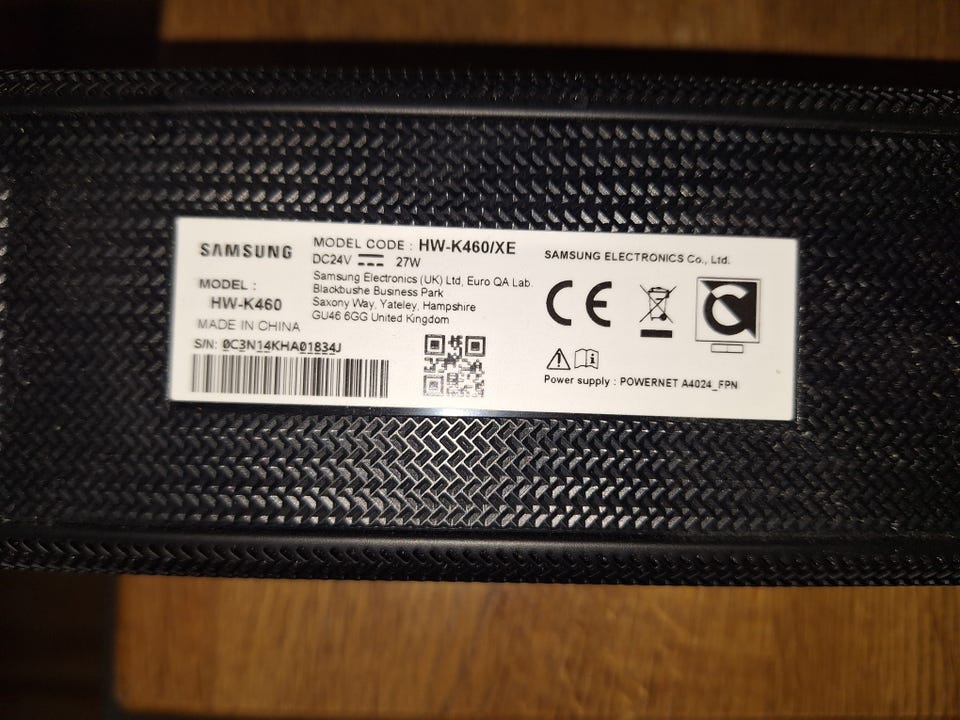 SAMSUNG
MODEL :
HW-K460
MADE IN CHINA
S/N: 0C3N14KHA01834J
MODEL CODE : HW-K460/XE
DC24V 27W
Samsung Electronics (UK) Ltd, Euro QA Lab.
Blackbushe Business Park
Saxony Way, Yateley, Hampshire
GU46 6GG United Kingdom
SAMSUNG ELECTRONICS Co., Ltd.
CE
Power supply : POWERNET A4024_FPN